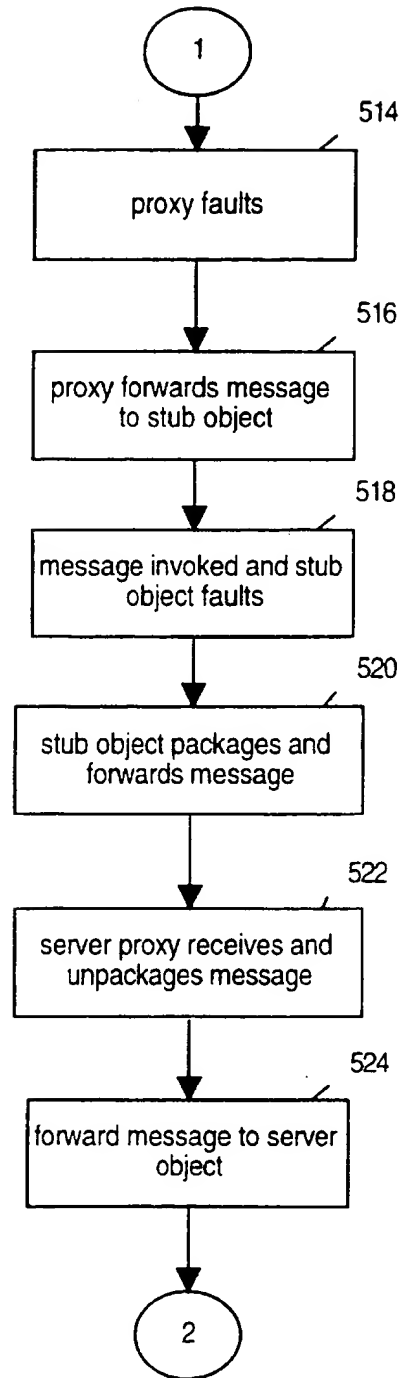 1
514
proxy faults
516
proxy forwards message
to stub object
518
message invoked and stub
object faults
520
stub object packages and
forwards message
522
server proxy receives and
unpackages message
524
forward message to server
object
2